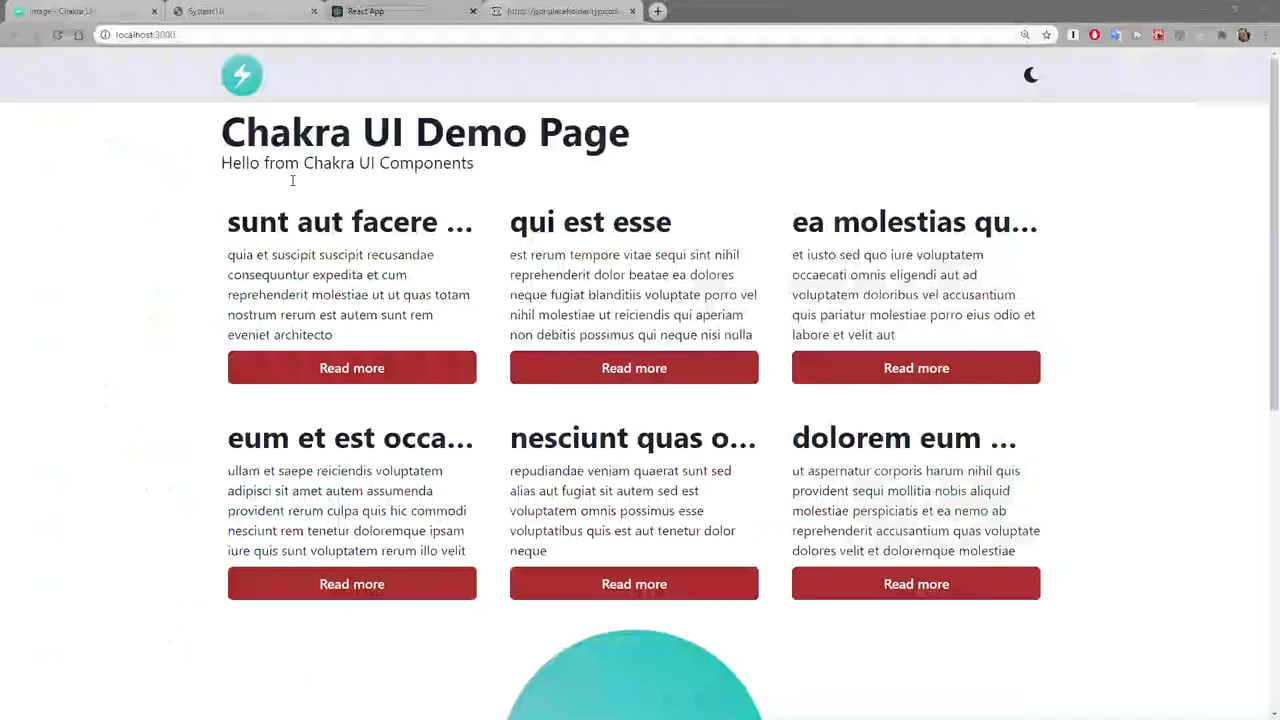 Image - Chakra UI
System UI
React App
https://jsonplaceholder.typicode
localhost:3000
Chakra UI Demo Page
Hello from Chakra UI Components
sunt aut facere ...
qui est esse
ea molestias qu...
quia et suscipit suscipit recusandae
consequuntur expedita et cum
reprehenderit molestiae ut ut quas totam
nostrum rerum est autem sunt rem
eveniet architecto
est rerum tempore vitae sequi sint nihil
reprehenderit dolor beatae ea dolores
neque fugiat blanditiis voluptate porro vel
nihil molestiae ut reiciendis qui aperiam
non debitis possimus qui neque nisi nulla
et iusto sed quo iure voluptatem
occaecati omnis eligendi aut ad
voluptatem doloribus vel accusantium
quis pariatur molestiae porro eius odio et
labore et velit aut
Read more
Read more
Read more
eum et est occa...
nesciunt quas o...
dolorem eum ...
ullam et saepe reiciendis voluptatem
adipisci sit amet autem assumenda
provident rerum culpa quis hic commodi
nesciunt rem tenetur doloremque ipsam
iure quis sunt voluptatem rerum illo velit
repudiandae veniam quaerat sunt sed
alias aut fugiat sit autem sed est
voluptatem omnis possimus esse
voluptatibus quis est aut tenetur dolor
neque
ut aspernatur corporis harum nihil quis
provident sequi mollitia nobis aliquid
molestiae perspiciatis et ea nemo ab
reprehenderit accusantium quas voluptate
dolores velit et doloremque molestiae
Read more
Read more
Read more